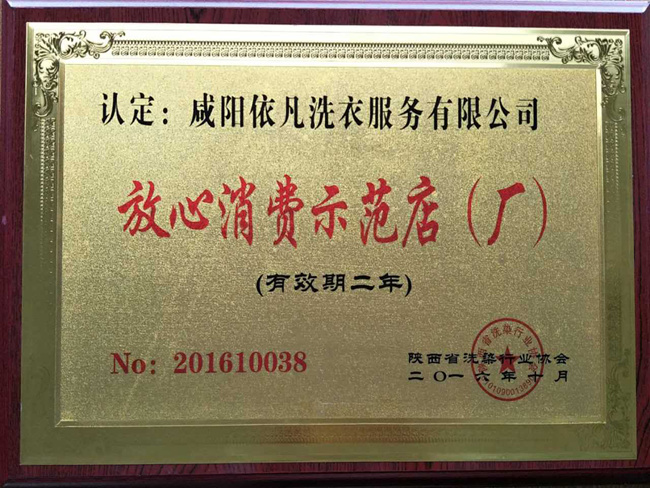 认定：咸阳依凡洗衣服务有限公司
放心消费示范店（厂）
(有效期二年)
No: 201610038
陕西省洗染行业协会
二〇一六年十月